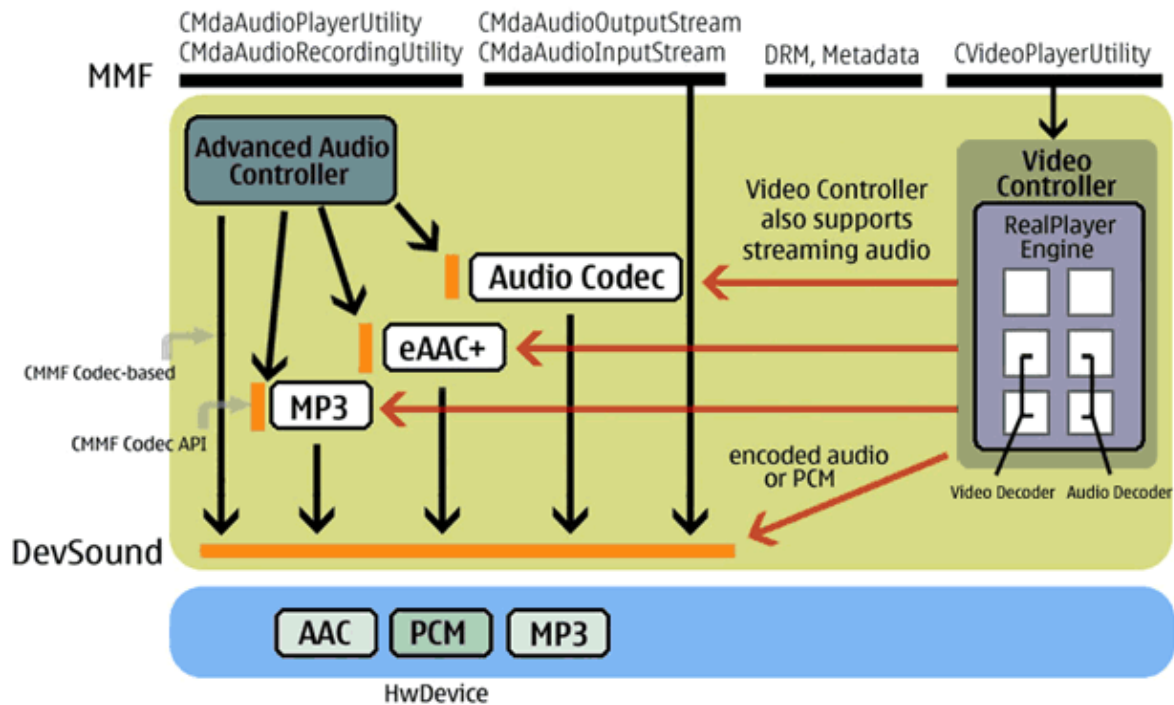 CMdaAudioPlayerUtility
CMdaAudioRecordingUtility
CMdaAudioOutputStream
CMdaAudioInputStream
DRM, Metadata
CVideoPlayerUtility
MMF
Advanced Audio
Controller
Video
Controller
RealPlayer
Engine
Video Controller
also supports
streaming audio
Audio Codec
eAAC+
CMMF Codec-based
MP3
CMMF Codec API
encoded audio
or PCM
Video Decoder
Audio Decoder
DevSound
AAC
PCM
MP3
HwDevice